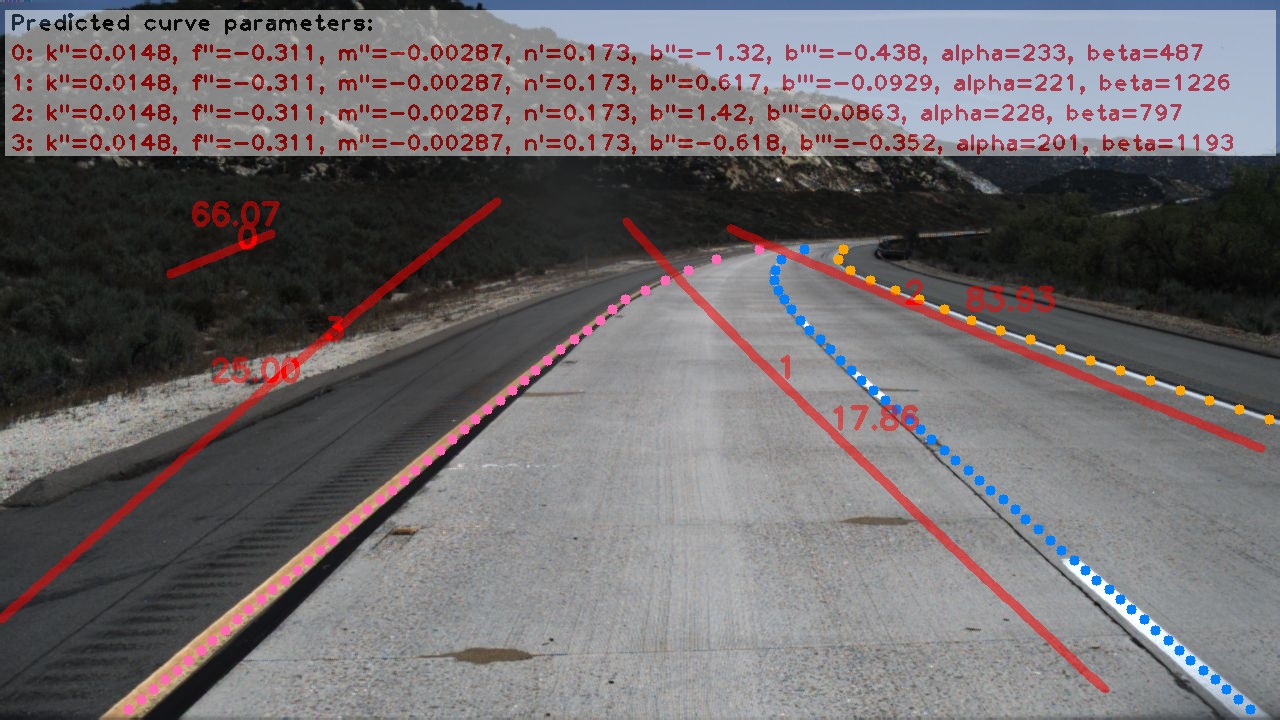 Predicted curve parameters:
0: k''=0.0148, f''=-0.311, m''=-0.00287, n'=0.173, b''=-1.32, b'''=-0.438, alpha=233, beta=487
1: k''=0.0148, f''=-0.311, m''=-0.00287, n'=0.173, b''=0.617, b'''=-0.0929, alpha=221, beta=1226
2: k''=0.0148, f''=-0.311, m''=-0.00287, n'=0.173, b''=1.42, b'''=0.0863, alpha=228, beta=797
3: k''=0.0148, f''=-0.311, m''=-0.00287, n'=0.173, b''=-0.618, b'''=-0.352, alpha=201, beta=1193
66.07
0
2 83.93
3
25.00
1
17.86